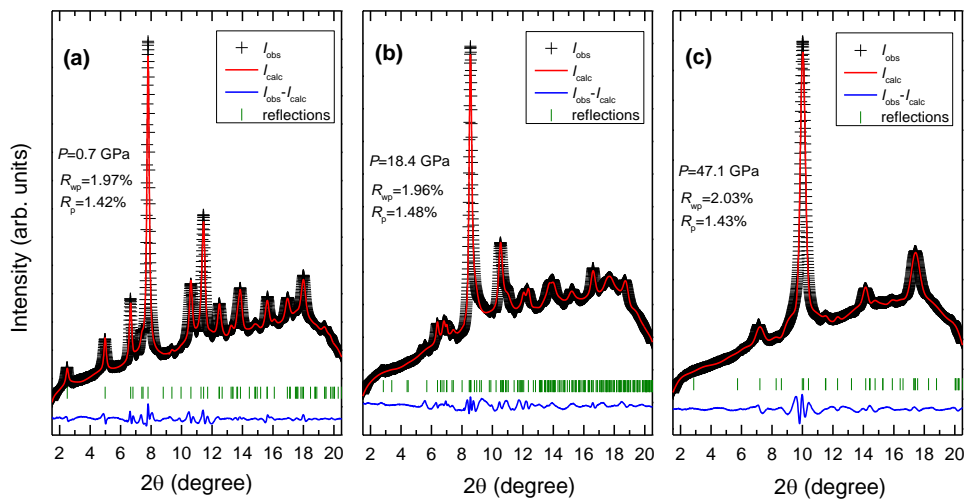 Intensity (arb. units)
(a)
I_obs
I_calc
I_obs-I_calc
reflections
P=0.7 GPa
R_wp=1.97%
R_p=1.42%
2 4 6 8 10 12 14 16 18 20
2θ (degree)
(b)
I_obs
I_calc
I_obs-I_calc
reflections
P=18.4 GPa
R_wp=1.96%
R_p=1.48%
2 4 6 8 10 12 14 16 18 20
2θ (degree)
(c)
I_obs
I_calc
I_obs-I_calc
reflections
P=47.1 GPa
R_wp=2.03%
R_p=1.43%
2 4 6 8 10 12 14 16 18 20
2θ (degree)